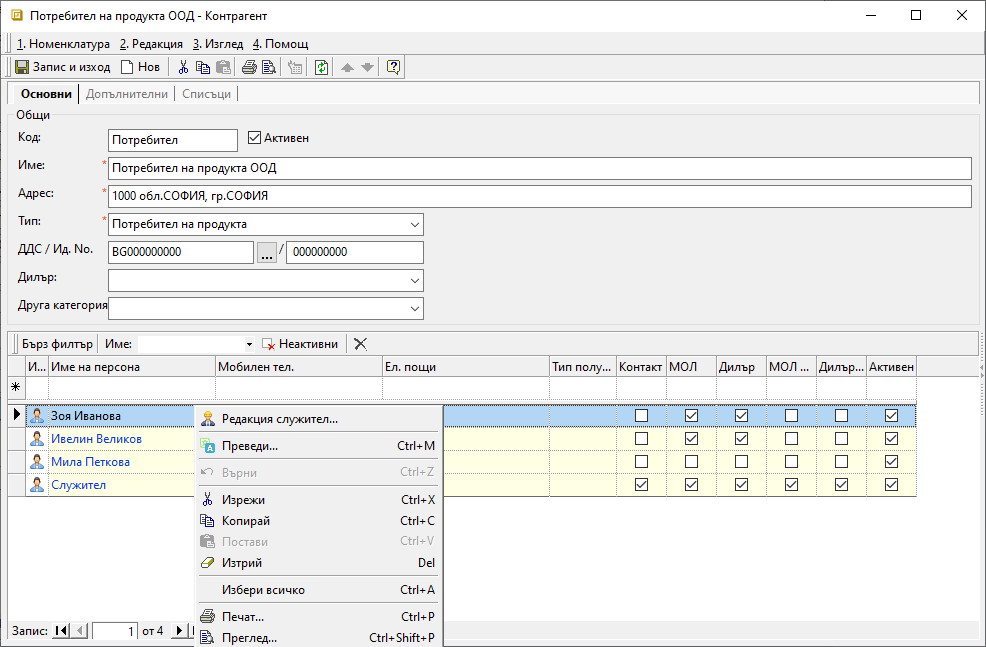 Потребител на продукта ООД - Контрагент
1. Номенклатура 2. Редакция 3. Изглед 4. Помощ
Запис и изход Нов
Основни Допълнителни Списъци
Общи
Код: Потребител Активен
Име: * Потребител на продукта ООД
Адрес: * 1000 обл.СОФИЯ, гр.СОФИЯ
Тип: * Потребител на продукта
ДДС / Ид. No. BG000000000 ... / 000000000
Дилър:
Друга категория
Бърз филтър Име: Неактивни
И... Име на персона Мобилен тел. Ел. пощи Тип полу... Контакт МОЛ Дилър МОЛ ... Дилър... Активен
Зоя Иванова
Ивелин Великов
Мила Петкова
Служител
Редакция служител...
Преведи... Ctrl+M
Върни Ctrl+Z
Изрежи Ctrl+X
Копирай Ctrl+C
Постави Ctrl+V
Изтрий Del
Избери всичко Ctrl+A
Печат... Ctrl+P
Преглед... Ctrl+Shift+P
Запис: 1 от 4